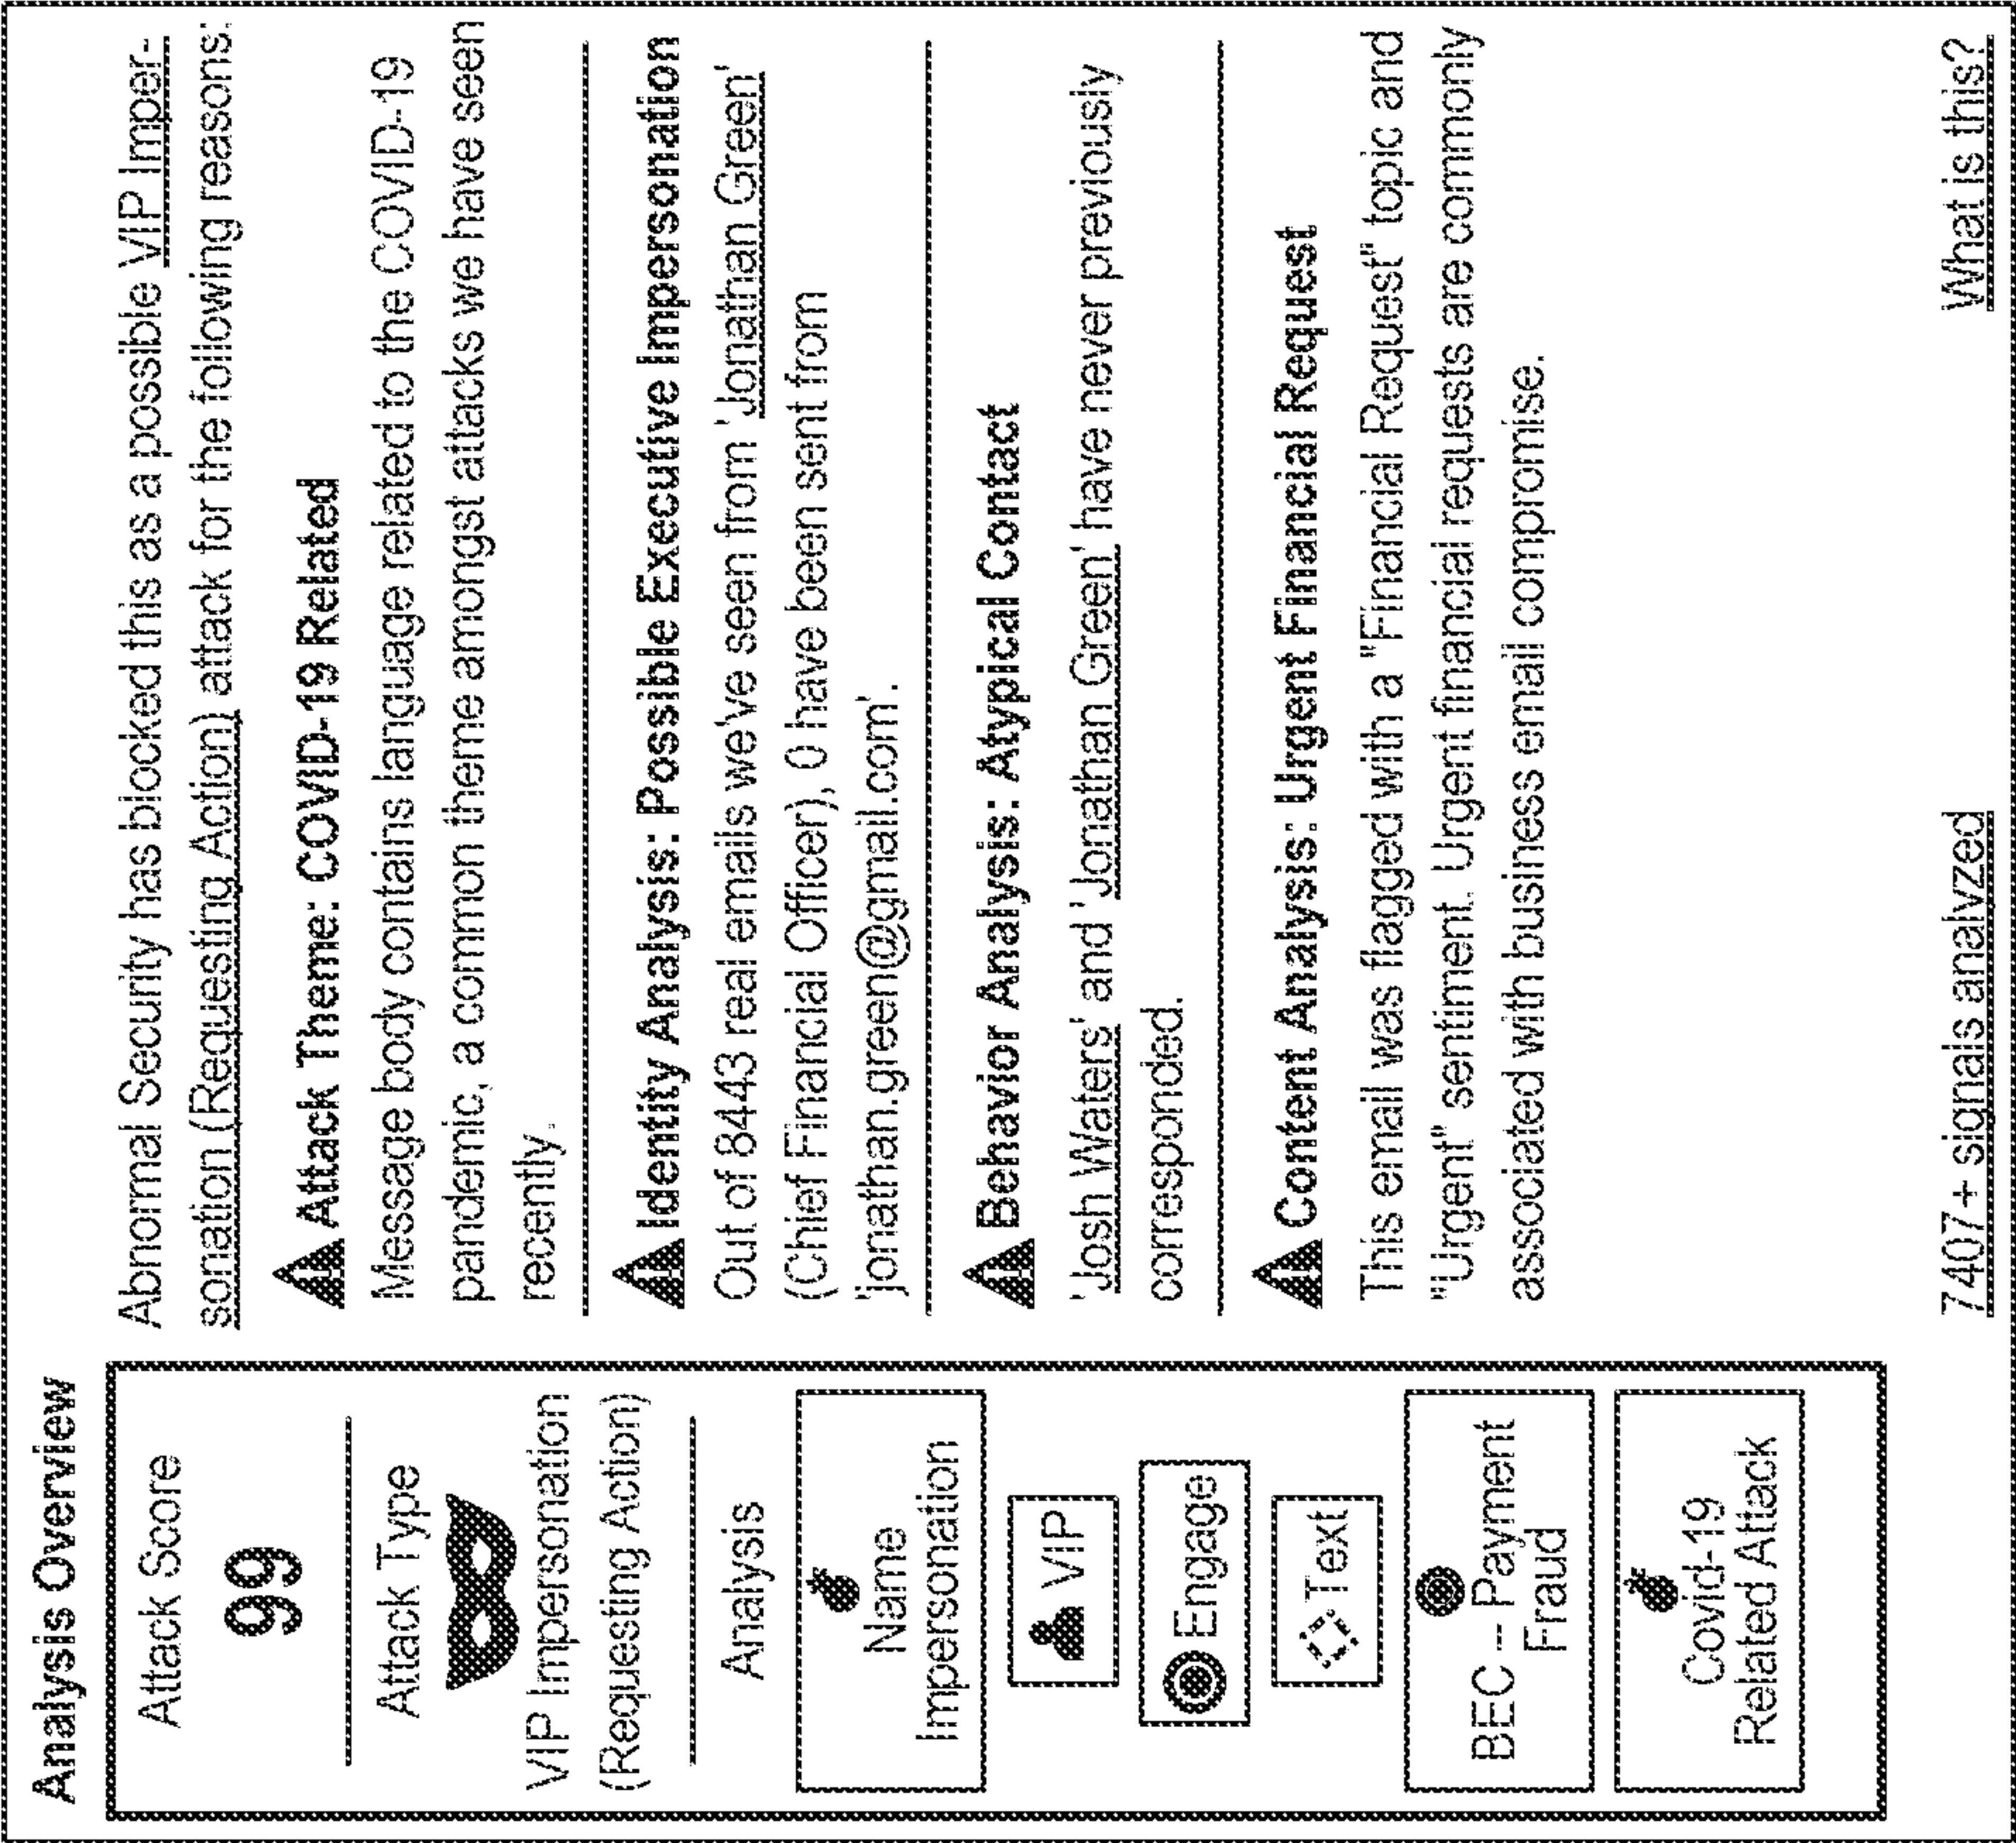 Analysis Overview
Attack Score
99
Attack Type
VIP Impersonation
(Requesting Action)
Analysis
Name
Impersonation
VIP
Engage
Text
BEC -- Payment
Fraud
Covid-19
Related Attack
Abnormal Security has blocked this as a possible VIP Imper-
sonation (Requesting Action) attack for the following reasons:
Attack Theme: COVID-19 Related
Message body contains language related to the COVID-19
pandemic, a common theme amongst attacks we have seen
recently.
Identity Analysis: Possible Executive Impersonation
Out of 8443 real emails we've seen from 'Jonathan Green'
(Chief Financial Officer), 0 have been sent from
'jonathan.green@gmail.com'.
Behavior Analysis: Atypical Contact
'Josh Waters' and 'Jonathan Green' have never previously
corresponded.
Content Analysis: Urgent Financial Request
This email was flagged with a "Financial Request" topic and
"Urgent" sentiment. Urgent financial requests are commonly
associated with business email compromise.
7407+ signals analyzed
What is this?